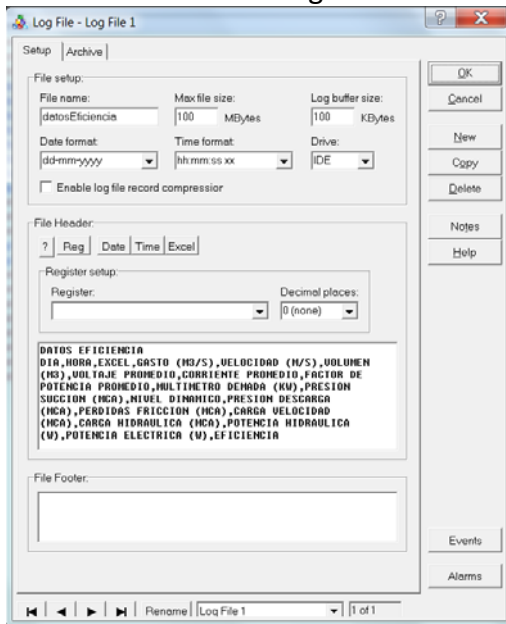 Log File - Log File 1
Setup Archive
File setup:
File name: Max file size: Log buffer size:
datosEficiencia 100 MBytes 100 KBytes
Date format: Time format: Drive:
dd-mm-yyyy hh:mm:ss xx IDE
Enable log file record compressior
File Header:
? Reg Date Time Excel
Register setup:
Register: Decimal places:
0 (none)
DATOS EFICIENCIA
DIA,HORA,EXCEL,GASTO (M3/S),VELOCIDAD (M/S),VOLUMEN
(M3),VOLTAJE PROMEDIO,CORRIENTE PROMEDIO,FACTOR DE
POTENCIA PROMEDIO,MULTIMETRO DEMADA (KW),PRESION
SUCCION (MCA),NIVEL DINAMICO,PRESION DESCARGA
(MCA),PERDIDAS FRICCION (MCA),CARGA VELOCIDAD
(MCA),CARGA HIDRAULICA (MCA),POTENCIA HIDRAULICA
(W),POTENCIA ELECTRICA (W),EFICIENCIA
File Footer:
Rename Log File 1 1 of 1
OK
Cancel
New
Copy
Delete
Notes
Help
Events
Alarms